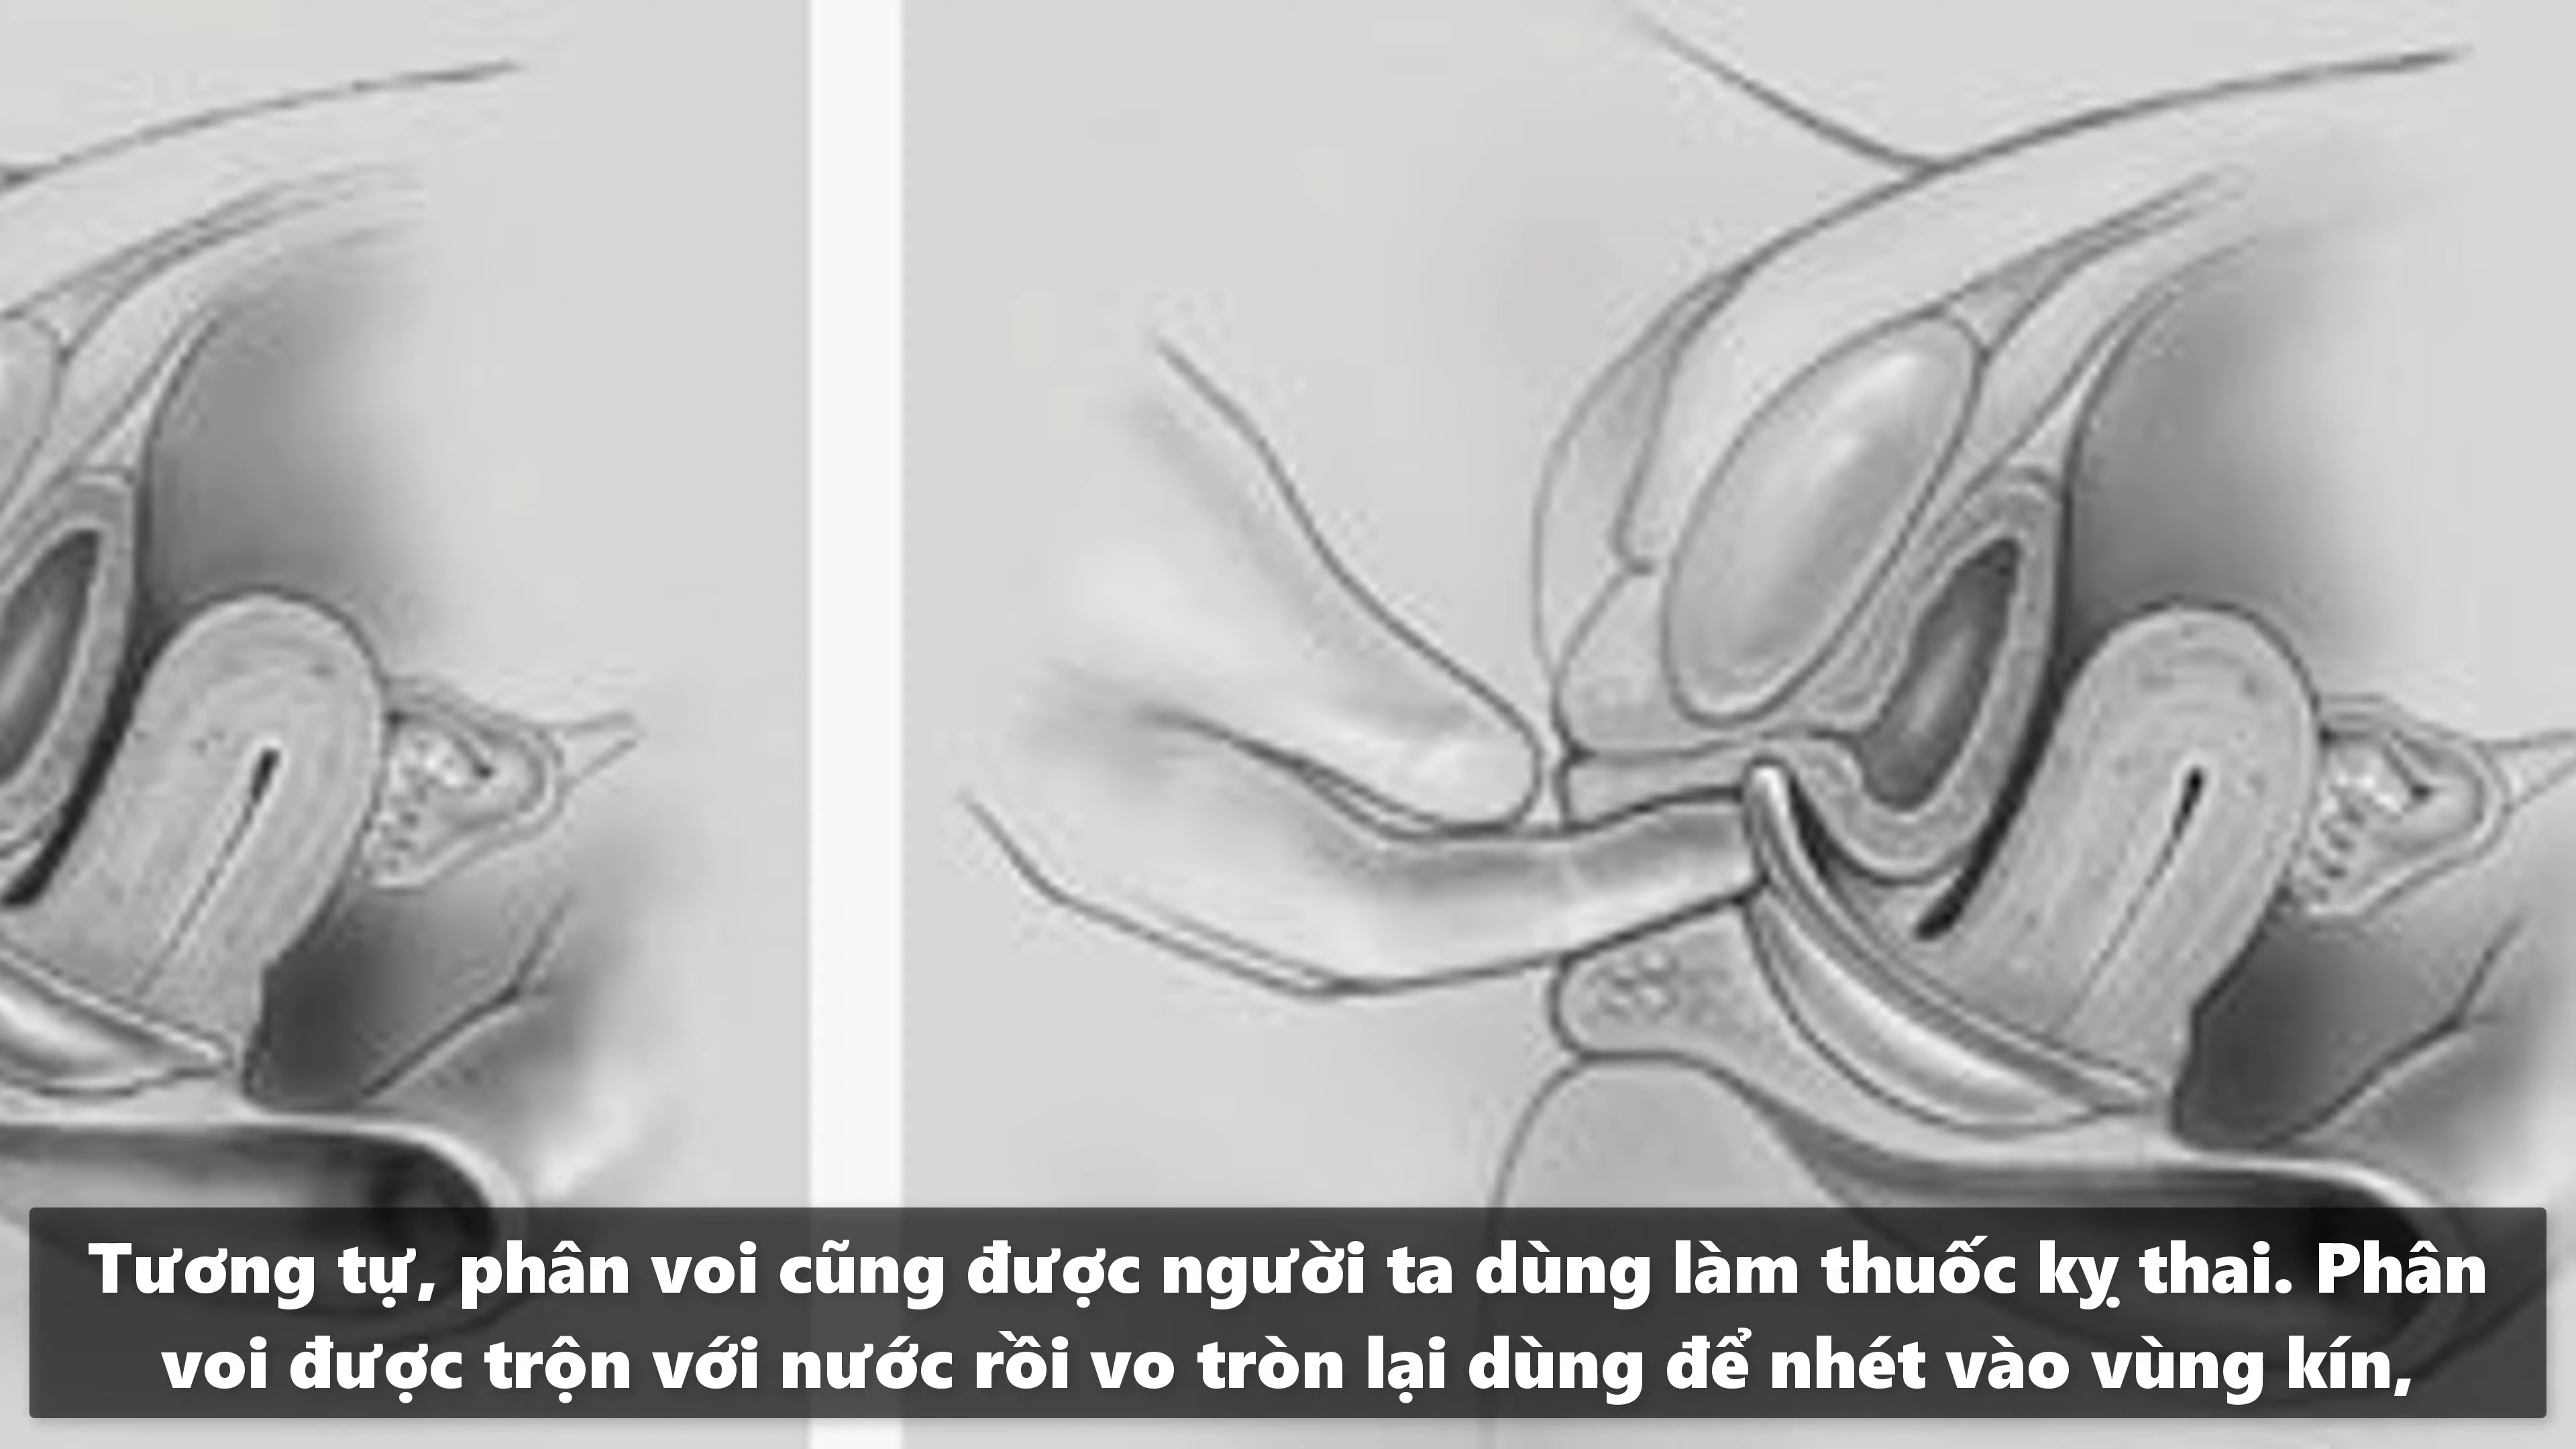 Tương tự, phân voi cũng được người ta dùng làm thuốc kỵ thai. Phân
voi được trộn với nước rồi vo tròn lại dùng để nhét vào vùng kín,